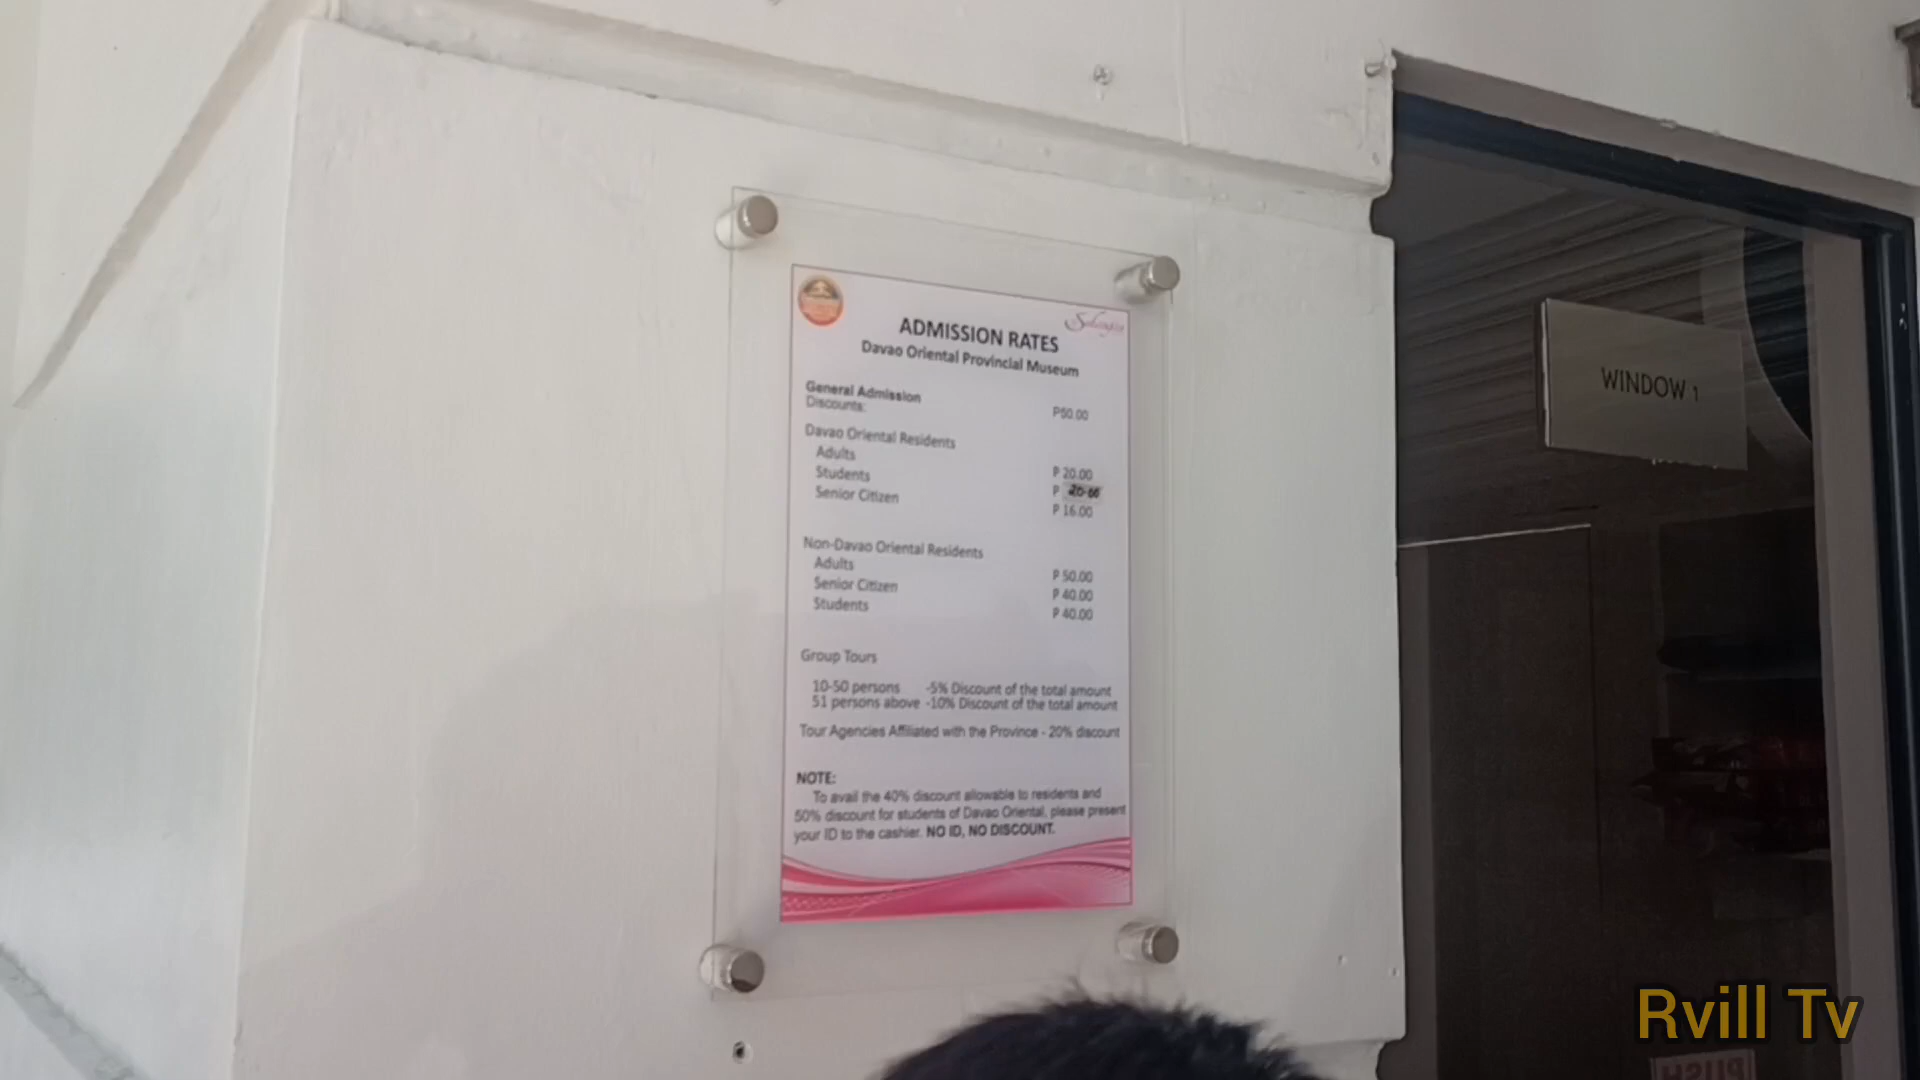 ADMISSION RATES
Davao Oriental Provincial Museum
General Admission
Discounts: P50.00
Davao Oriental Residents
Adults P 20.00
Students P 20.00
Senior Citizen P 16.00
Non-Davao Oriental Residents
Adults P 50.00
Senior Citizen P 40.00
Students P 40.00
Group Tours
10-50 persons -5% Discount of the total amount
51 persons above -10% Discount of the total amount
Tour Agencies Affiliated with the Province - 20% discount
NOTE:
To avail the 40% discount allowable to residents and
50% discount for students of Davao Oriental, please present
your ID to the cashier. NO ID, NO DISCOUNT.
WINDOW 1
Rvill Tv
PUSH